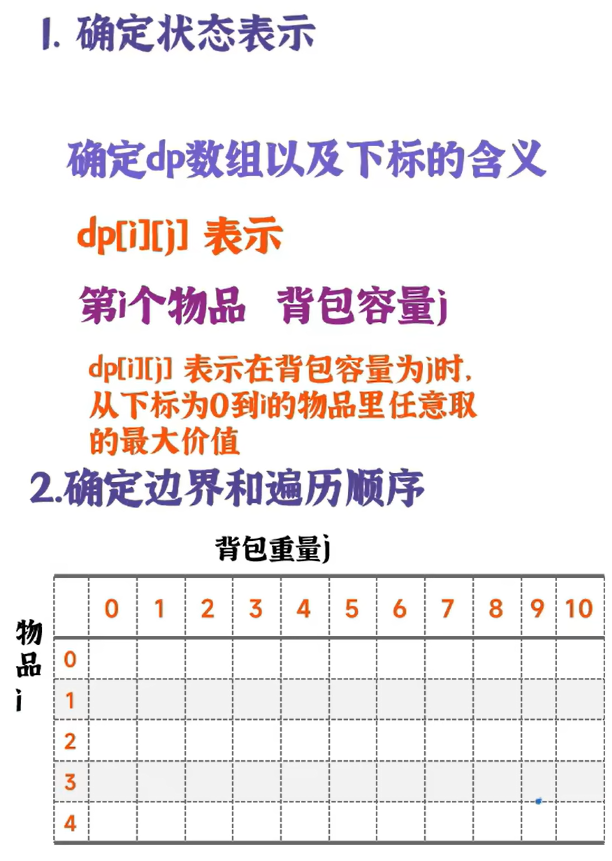 1. 确定状态表示
确定dp数组以及下标的含义
dp[i][j] 表示
第i个物品 背包容量j
dp[i][j] 表示在背包容量为j时,
从下标为0到i的物品里任意取
的最大价值
2.确定边界和遍历顺序
背包重量j
0 1 2 3 4 5 6 7 8 9 10
物品i
0
1
2
3
4